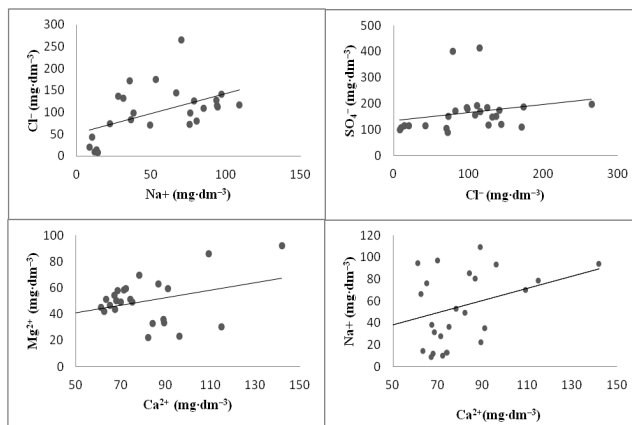 300
250
200
150
100
50
0
Cl⁻ (mg·dm⁻³)
0 50 100 150
Na+ (mg·dm⁻³)
500
400
300
200
100
0
SO₄⁻ (mg·dm⁻³)
0 100 200 300
Cl⁻ (mg·dm⁻³)
100
80
60
40
20
0
Mg²⁺ (mg·dm⁻³)
50 70 90 110 130 150
Ca²⁺ (mg·dm⁻³)
120
100
80
60
40
20
0
Na+ (mg·dm⁻³)
50 70 90 110 130 150
Ca²⁺(mg·dm⁻³)